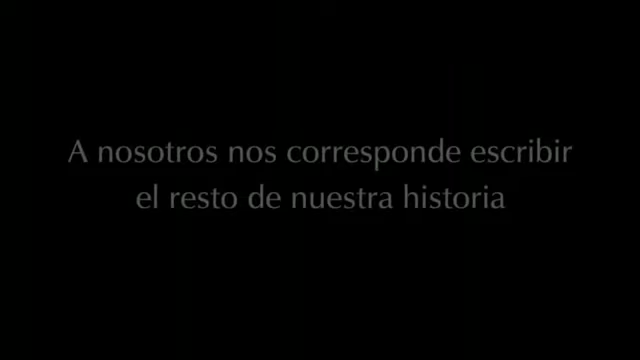 A nosotros nos corresponde escribir
el resto de nuestra historia